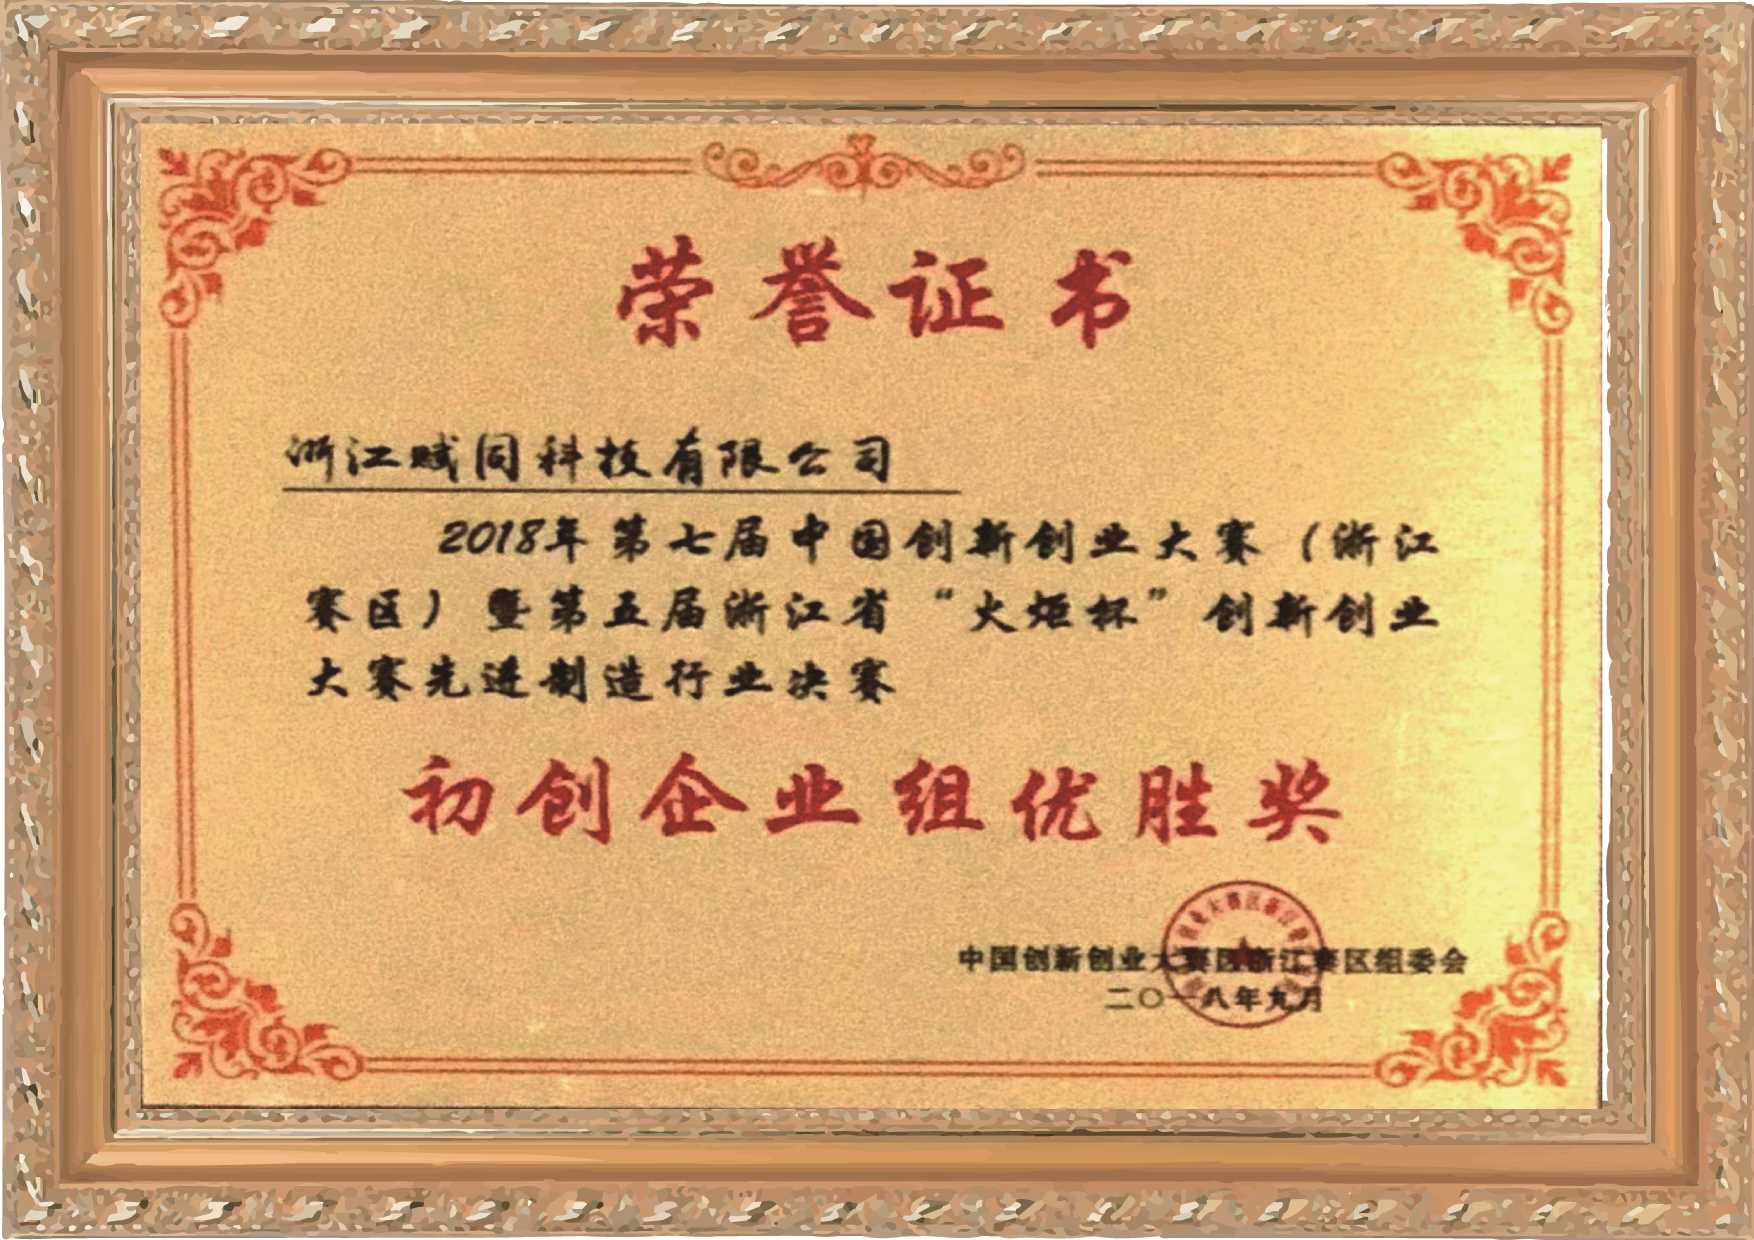 荣誉证书
浙江赋同科技有限公司
2018年第七届中国创新创业大赛（浙江
赛区）暨第五届浙江省“火炬杯”创新创业
大赛先进制造行业决赛
初创企业组优胜奖
中国创新创业大赛区浙江赛区组委会
二〇一八年九月